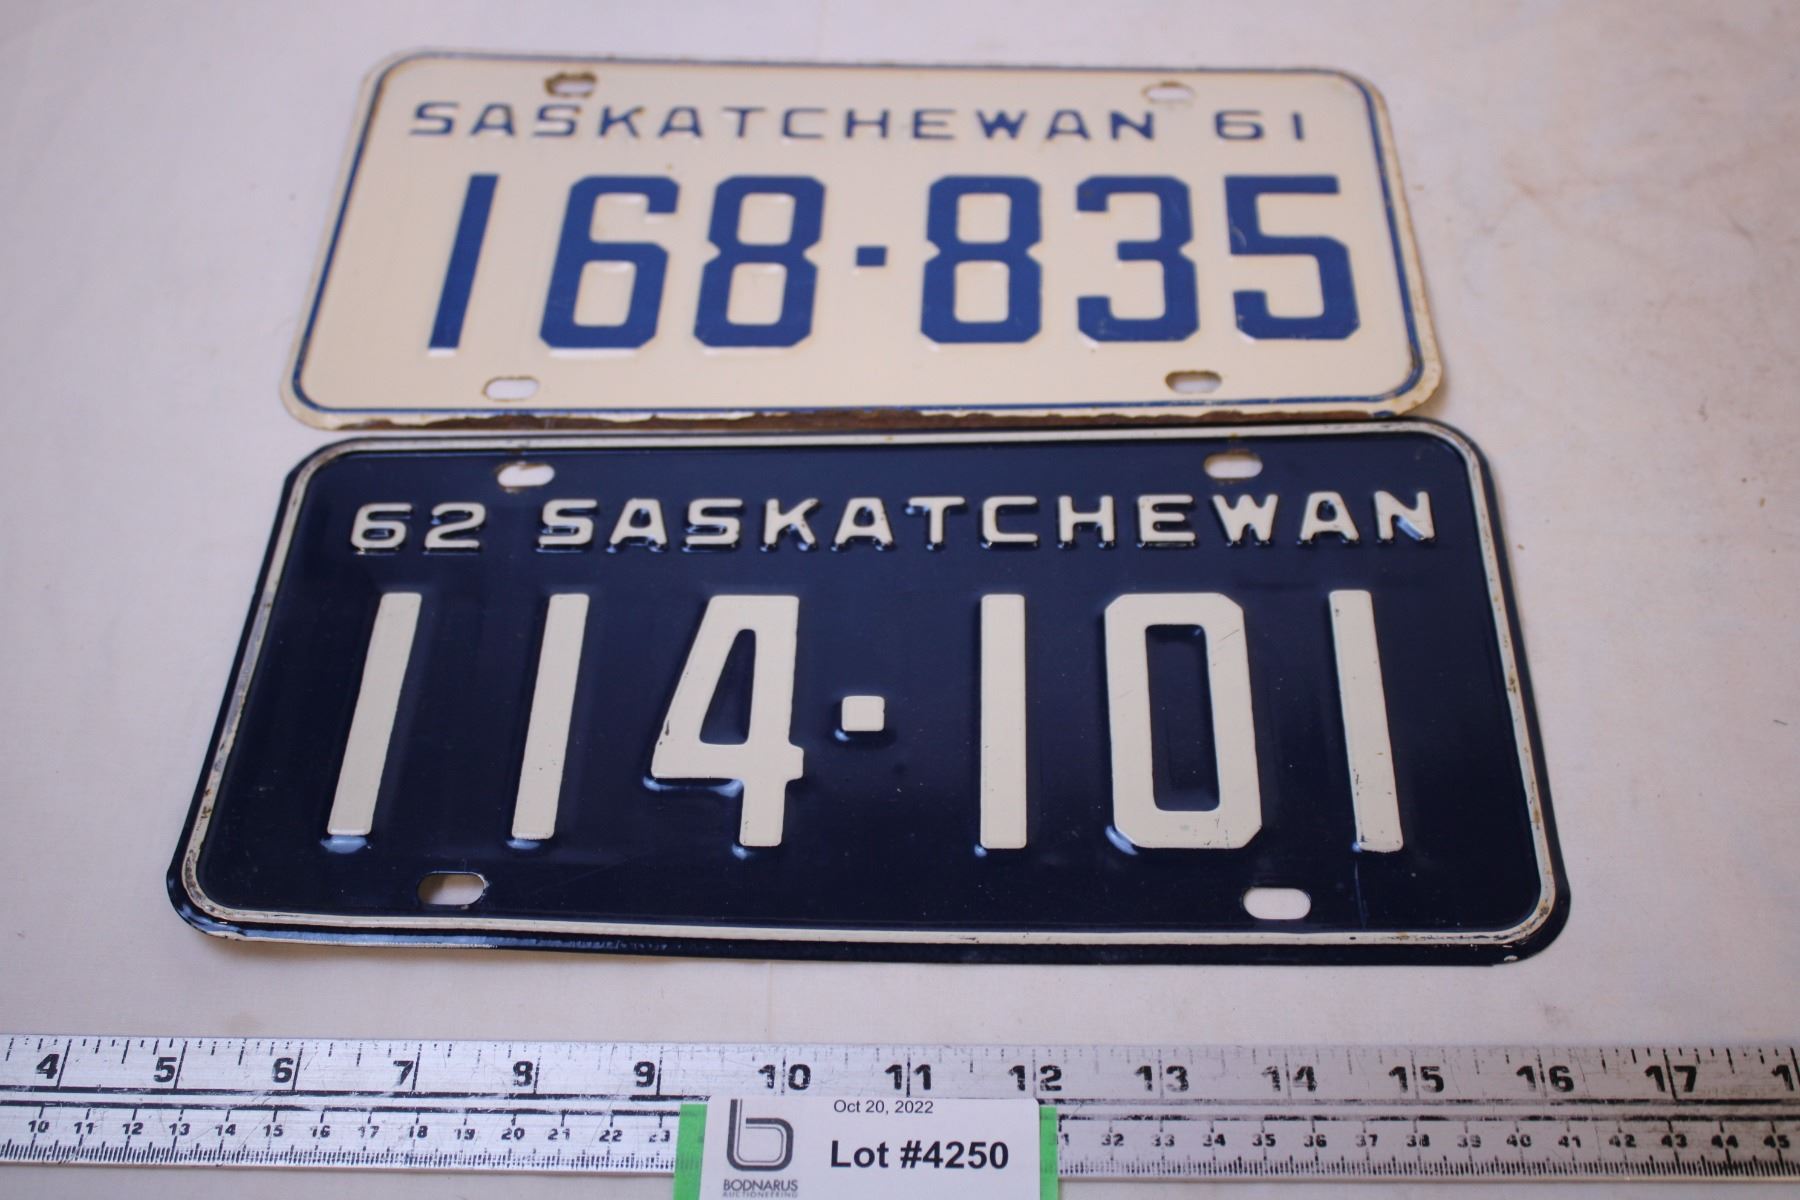 SASKATCHEWAN 61
168·835
62 SASKATCHEWAN
114·101
4 5 6 7 8 9 10 11 12 13 14 15 16 17
10 11 12 13 14 15 16 17 18 19 20 21 22 23 32 33 34 35 36 37 38 39 40 41 42 43 44 45
Oct 20, 2022
Lot #4250
BODNARUS
AUCTIONEERING